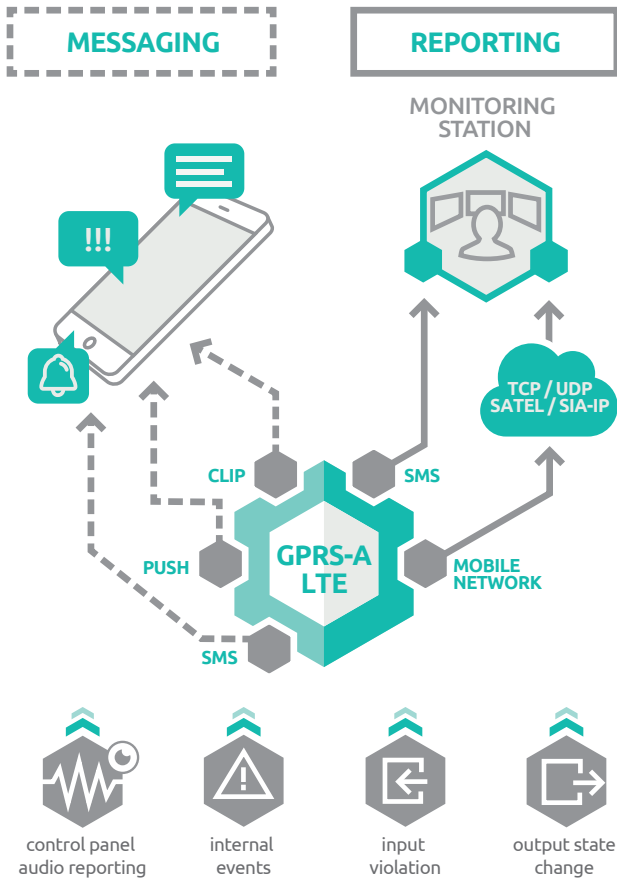 MESSAGING
REPORTING
MONITORING
STATION
!!!
TCP / UDP
SATEL / SIA-IP
CLIP
SMS
GPRS-A
LTE
PUSH
MOBILE
NETWORK
SMS
control panel
audio reporting
internal
events
input
violation
output state
change